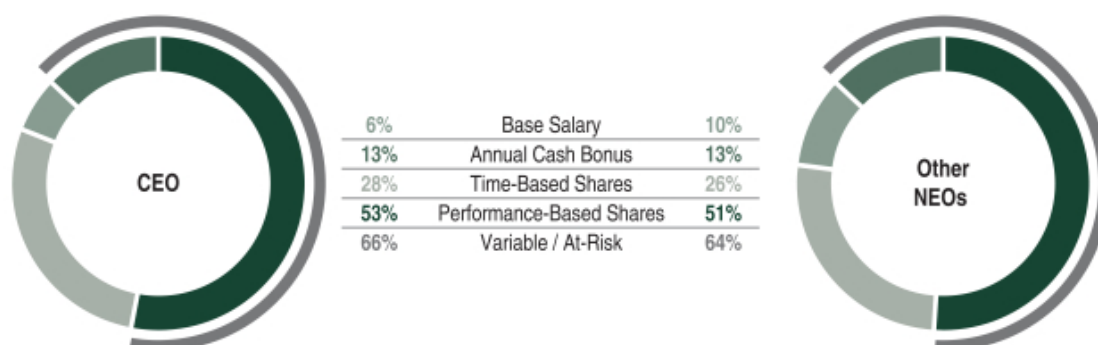 CEO
6% Base Salary 10%
13% Annual Cash Bonus 13%
28% Time-Based Shares 26%
53% Performance-Based Shares 51%
66% Variable / At-Risk 64%
Other
NEOs